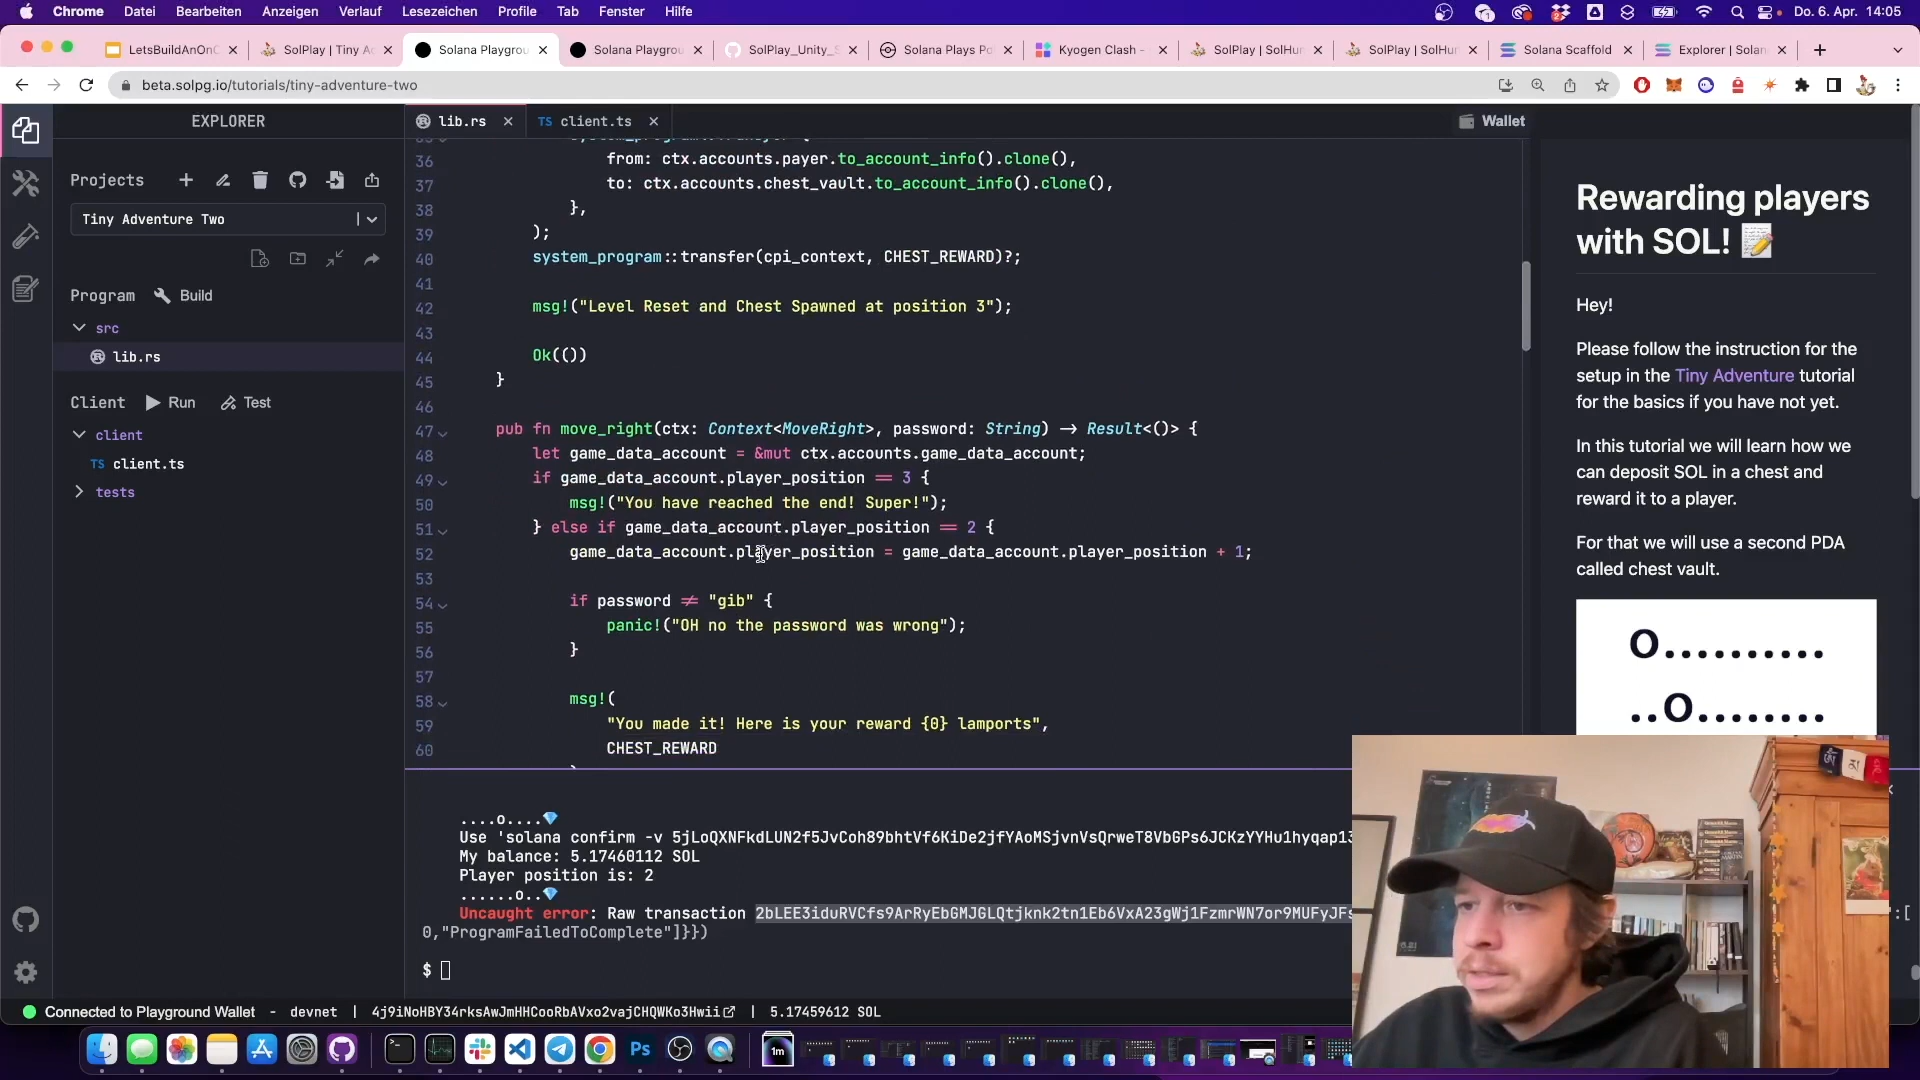 Chrome Datei Bearbeiten Anzeigen Verlauf Lesezeichen Profile Tab Fenster Hilfe Do. 6. Apr. 14:05
LetsBuildAnOn SolPlay | Tiny A Solana Playgrou Solana Playgrou SolPlay_Unity_S Solana Plays Po Kyogen Clash - SolPlay | SolHun SolPlay | SolHun Solana Scaffold Explorer | Solan
beta.solpg.io/tutorials/tiny-adventure-two
EXPLORER
lib.rs
TS client.ts
Wallet
Projects
Tiny Adventure Two
Program Build
src
lib.rs
Client Run Test
client
TS client.ts
tests
36 from: ctx.accounts.payer.to_account_info().clone(),
37 to: ctx.accounts.chest_vault.to_account_info().clone(),
38 },
39 );
40 system_program::transfer(cpi_context, CHEST_REWARD)?;
41
42 msg!("Level Reset and Chest Spawned at position 3");
43
44 Ok(())
45 }
46
47 pub fn move_right(ctx: Context<MoveRight>, password: String) -> Result<()> {
48 let game_data_account = &mut ctx.accounts.game_data_account;
49 if game_data_account.player_position == 3 {
50 msg!("You have reached the end! Super!");
51 } else if game_data_account.player_position == 2 {
52 game_data_account.player_position = game_data_account.player_position + 1;
53
54 if password != "gib" {
55 panic!("OH no the password was wrong");
56 }
57
58 msg!(
59 "You made it! Here is your reward {0} lamports",
60 CHEST_REWARD
Rewarding players
with SOL! 📝
Hey!
Please follow the instruction for the
setup in the Tiny Adventure tutorial
for the basics if you have not yet.
In this tutorial we will learn how we
can deposit SOL in a chest and
reward it to a player.
For that we will use a second PDA
called chest vault.
O..........
..O........
....o....💎
Use 'solana confirm -v 5jLoQXNFkdLUN2f5JvCoh89bhtVf6KiDe2jfYAoMSjvnVsQrweT8VbGPs6JCKzYYHu1hyqap13
My balance: 5.17460112 SOL
Player position is: 2
......o..💎
Uncaught error: Raw transaction 2bLEE3iduRVCfs9ArRyEbGMJGLQtjknk2tn1Eb6VxA23gWj1FzmrWN7or9MUFyJFs
0,"ProgramFailedToComplete"]}})
$
Connected to Playground Wallet - devnet | 4j9iNoHBY34rksAwJmHHCooRbAVxo2vajCHQWKo3Hwii | 5.17459612 SOL
Ps
1m